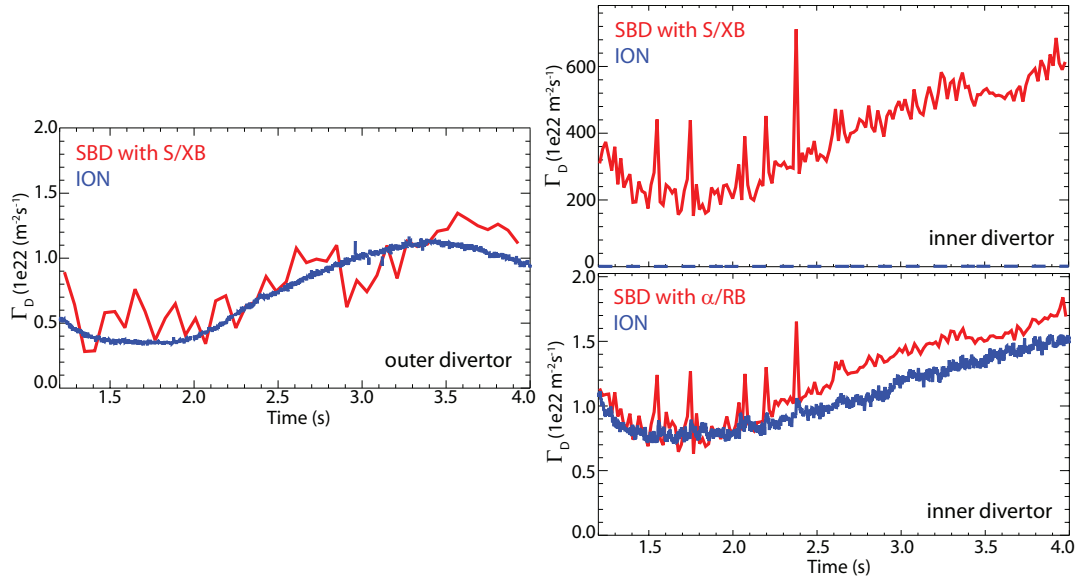 2.0
1.5
1.0
0.5
0.0
Γ_D (1e22 (m⁻²s⁻¹)
SBD with S/XB
ION
outer divertor
1.5 2.0 2.5 3.0 3.5 4.0
Time (s)
600
400
200
0
Γ_D (1e22 m⁻²s⁻¹)
SBD with S/XB
ION
inner divertor
2.0
1.5
1.0
0.5
0.0
Γ_D (1e22 m⁻²s⁻¹)
SBD with α/RB
ION
inner divertor
1.5 2.0 2.5 3.0 3.5 4.0
Time (s)